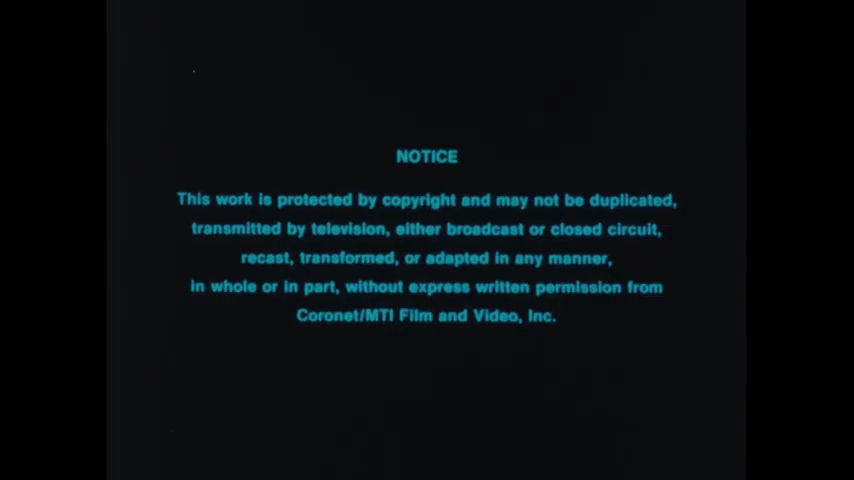 NOTICE
This work is protected by copyright and may not be duplicated,
transmitted by television, either broadcast or closed circuit,
recast, transformed, or adapted in any manner,
in whole or in part, without express written permission from
Coronet/MTI Film and Video, Inc.